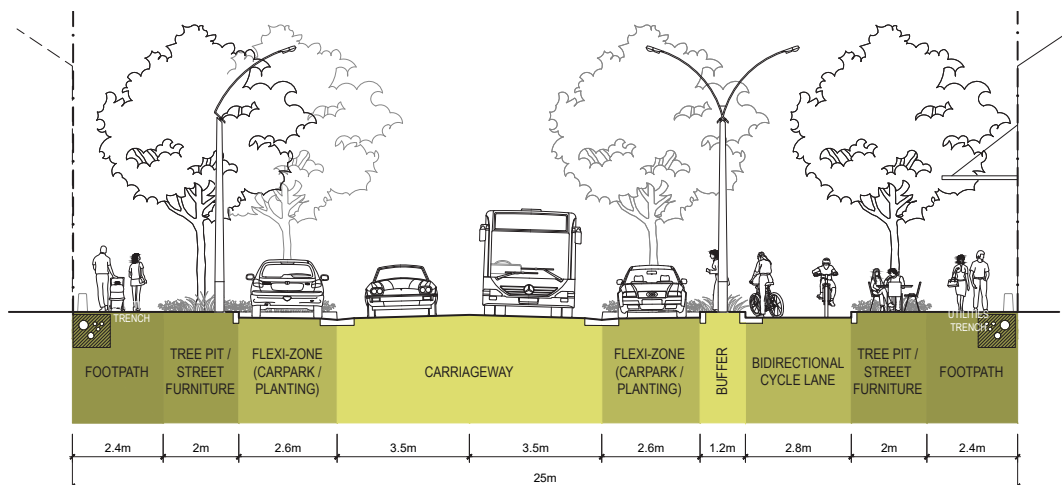 TRENCH
UTILITIES
TRENCH
FOOTPATH
TREE PIT /
STREET
FURNITURE
FLEXI-ZONE
(CARPARK /
PLANTING)
CARRIAGEWAY
FLEXI-ZONE
(CARPARK /
PLANTING)
BUFFER
BIDIRECTIONAL
CYCLE LANE
TREE PIT /
STREET
FURNITURE
FOOTPATH
2.4m
2m
2.6m
3.5m
3.5m
2.6m
1.2m
2.8m
2m
2.4m
25m